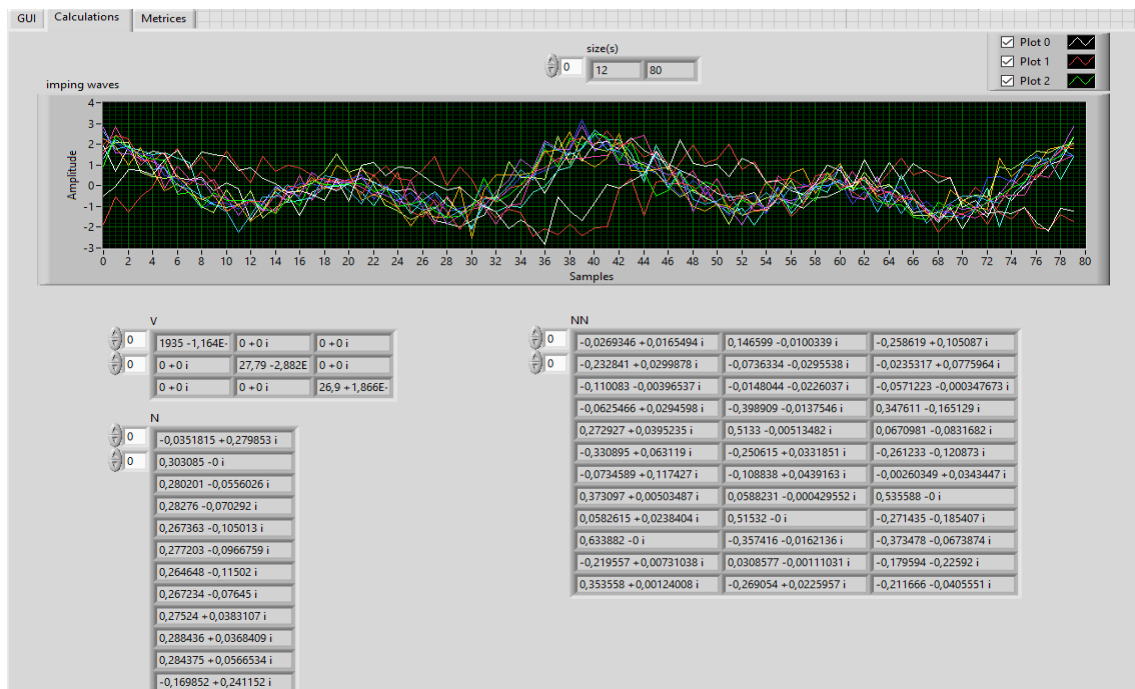 GUI Calculations Metrices
size(s)
0 12 80
Plot 0
Plot 1
Plot 2
imping waves
Amplitude
4
3
2
1
0
-1
-2
-3
0 2 4 6 8 10 12 14 16 18 20 22 24 26 28 30 32 34 36 38 40 42 44 46 48 50 52 54 56 58 60 62 64 66 68 70 72 74 76 78 80
Samples
V
0 1935 -1,164E- 0 +0 i 0 +0 i
0 0 +0 i 27,79 -2,882E 0 +0 i
0 +0 i 0 +0 i 26,9 +1,866E-
N
0 -0,0351815 +0,279853 i
0 0,303085 -0 i
0,280201 -0,0556026 i
0,28276 -0,070292 i
0,267363 -0,105013 i
0,277203 -0,0966759 i
0,264648 -0,11502 i
0,267234 -0,07645 i
0,27524 +0,0383107 i
0,288436 +0,0368409 i
0,284375 +0,0566534 i
-0,169852 +0,241152 i
NN
0 -0,0269346 +0,0165494 i 0,146599 -0,0100339 i -0,258619 +0,105087 i
0 -0,232841 +0,0299878 i -0,0736334 -0,0295538 i -0,0235317 +0,0775964 i
-0,110083 -0,00396537 i -0,0148044 -0,0226037 i -0,0571223 -0,000347673 i
-0,0625466 +0,0294598 i -0,398909 -0,0137546 i 0,347611 -0,165129 i
0,272927 +0,0395235 i 0,5133 -0,00513482 i 0,0670981 -0,0831682 i
-0,330895 +0,063119 i -0,250615 +0,0331851 i -0,261233 -0,120873 i
-0,0734589 +0,117427 i -0,108838 +0,0439163 i -0,00260349 +0,0343447 i
0,373097 +0,00503487 i 0,0588231 -0,000429552 i 0,535588 -0 i
0,0582615 +0,0238404 i 0,51532 -0 i -0,271435 -0,185407 i
0,633882 -0 i -0,357416 -0,0162136 i -0,373478 -0,0673874 i
-0,219557 +0,00731038 i 0,0308577 -0,00111031 i -0,179594 -0,22592 i
0,353558 +0,00124008 i -0,269054 +0,0225957 i -0,211666 -0,0405551 i